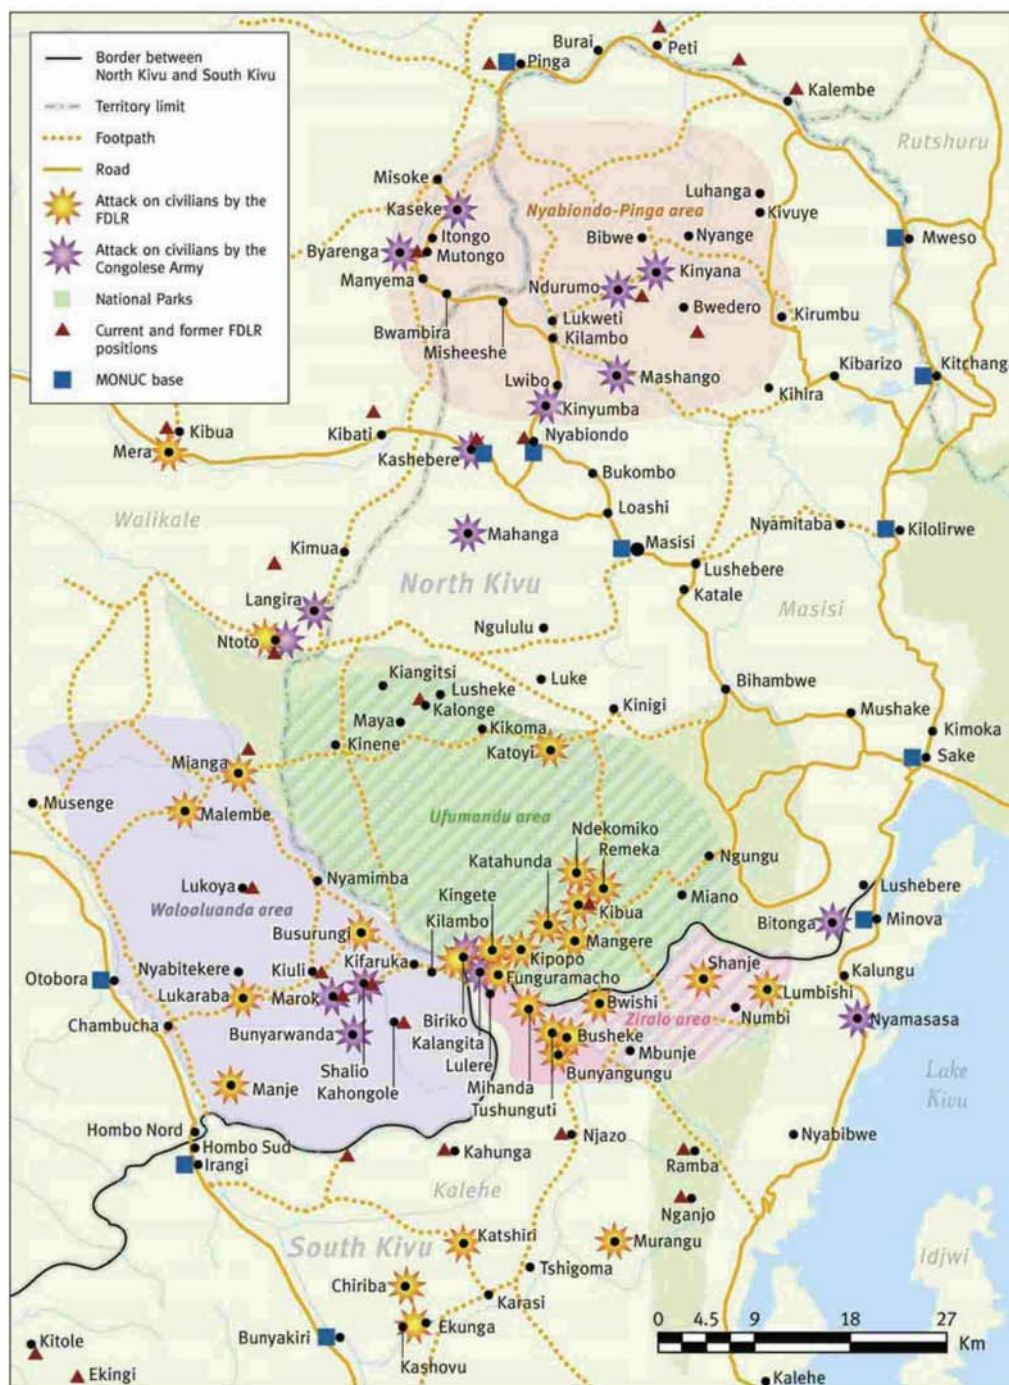 Border between
North Kivu and South Kivu
Territory limit
Footpath
Road
Attack on civilians by the
FDLR
Attack on civilians by the
Congolese Army
National Parks
Current and former FDLR
positions
MONUC base
Burai
Peti
Pinga
Kalembe
Rutshuru
Misoke
Luhanga
Kaseke
Nyabiondo-Pinga area
Kivuye
Itongo
Bibwe
Nyange
Mweso
Byarenga
Mutongo
Manyema
Kinyana
Ndurumo
Bwedero
Lukweti
Kirumbu
Bwambira
Kilambo
Misheeshe
Kibarizo
Kitchanga
Lwibo
Mashango
Kihira
Kinyumba
Kibua
Kibati
Nyabiondo
Mera
Kashebere
Bukombo
Loashi
Walikale
Nyamitaba
Kilolirwe
Mahanga
Kimua
Masisi
Lushebere
North Kivu
Katale
Langira
Masisi
Ngululu
Ntoto
Kiangitsi
Luke
Lusheke
Bihambwe
Kalonge
Kinigi
Maya
Mushake
Kikoma
Kimoka
Kinene
Katoyi
Sake
Mianga
Musenge
Malembe
Ufumandu area
Ndekomiko
Katahunda
Remeka
Ngungu
Nyamimba
Lukoya
Kingete
Lushebere
Miano
Waloaluanda area
Kilambo
Kibua
Bitonga
Minova
Busurungi
Mangere
Kifaruka
Kipopo
Shanje
Otobora
Nyabitekere
Kiuli
Funguramacho
Kalungu
Lukaraba
Marok
Bwishi
Lumbishi
Numbi
Chambucha
Biriko
Ziralo area
Nyamasasa
Bunyarwanda
Kalangita
Busheke
Mbunje
Shalio
Lulere
Lake
Kivu
Manje
Kahongole
Mihanda
Bunyangungu
Tushunguti
Hombo Nord
Njazo
Nyabibwe
Hombo Sud
Kahunga
Ramba
Irangi
Kalehe
Nganjo
South Kivu
Katshiri
Murangu
Idjwi
Tshigoma
Chiriba
Karasi
0 4.5 9 18 27
Km
Ekunga
Kitole
Bunyakiri
Kashovu
Ekingi
Kalehe